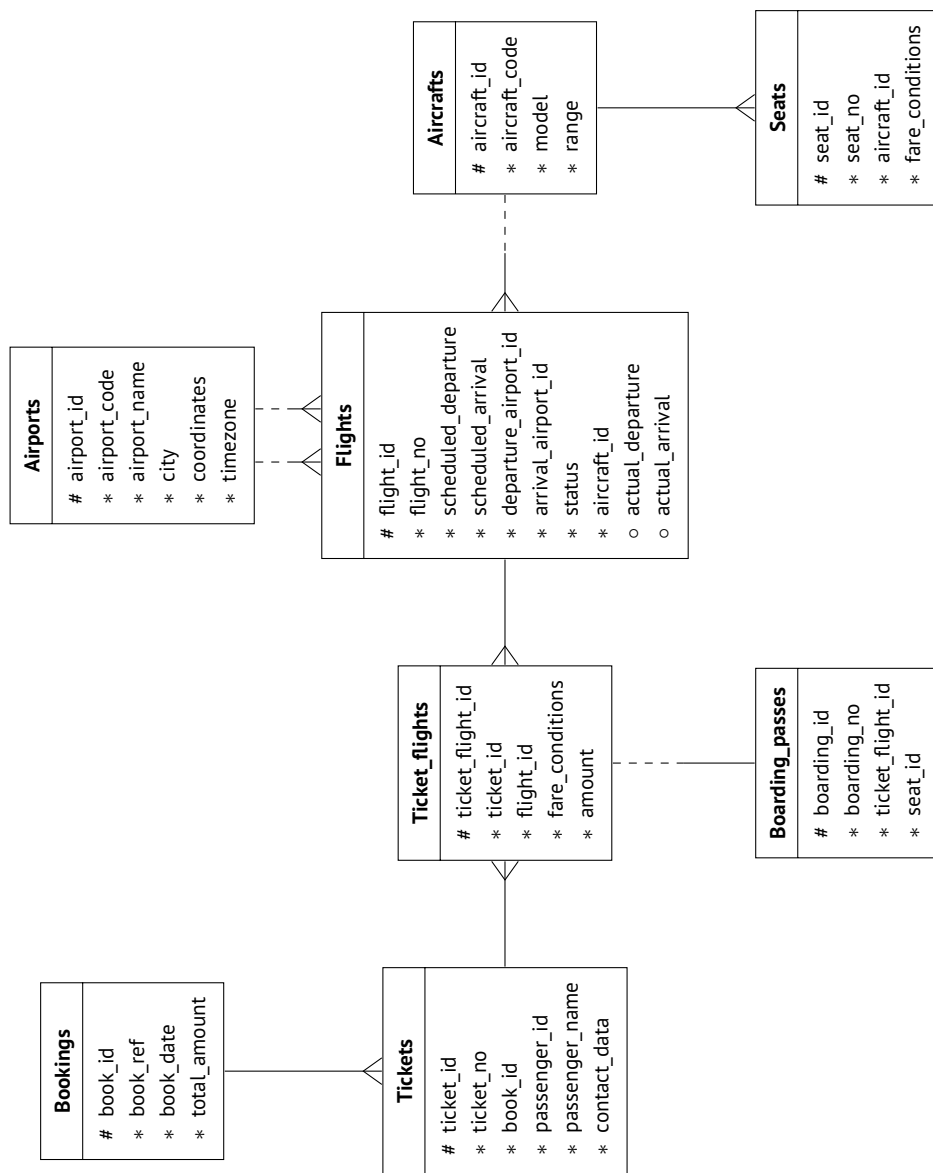 Bookings
# book_id
* book_ref
* book_date
* total_amount
Airports
# airport_id
* airport_code
* airport_name
* city
* coordinates
* timezone
Tickets
# ticket_id
* ticket_no
* book_id
* passenger_id
* passenger_name
* contact_data
Ticket_flights
# ticket_flight_id
* ticket_id
* flight_id
* fare_conditions
* amount
Flights
# flight_id
* flight_no
* scheduled_departure
* scheduled_arrival
* departure_airport_id
* arrival_airport_id
* status
* aircraft_id
○ actual_departure
○ actual_arrival
Aircrafts
# aircraft_id
* aircraft_code
* model
* range
Boarding_passes
# boarding_id
* boarding_no
* ticket_flight_id
* seat_id
Seats
# seat_id
* seat_no
* aircraft_id
* fare_conditions